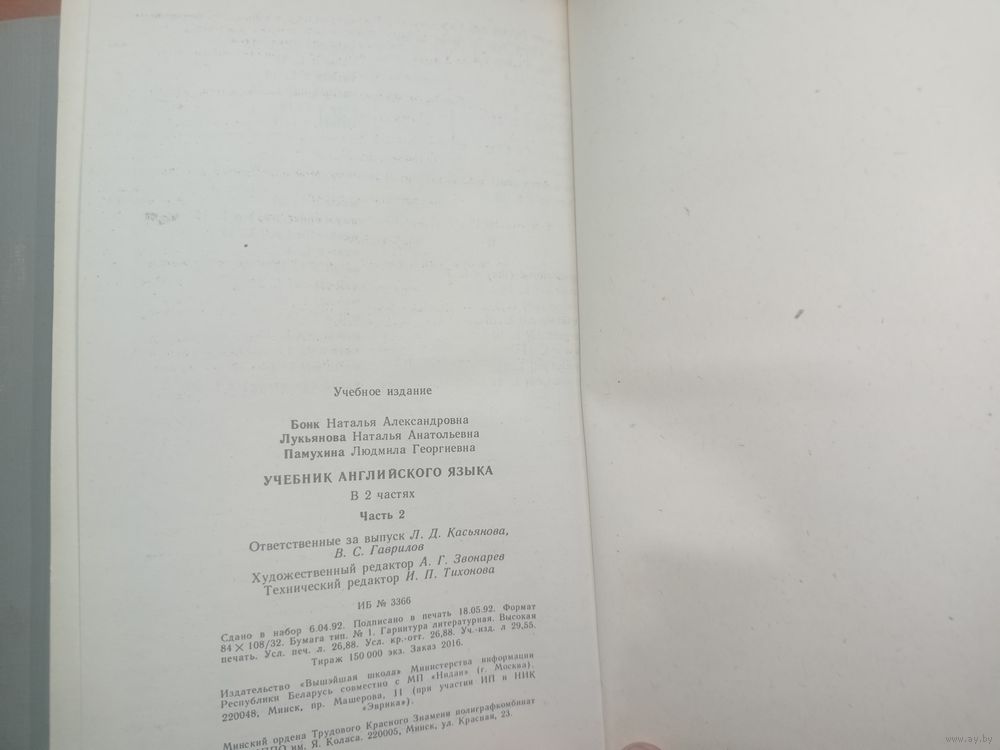 Учебное издание
Бонк Наталья Александровна
Лукьянова Наталья Анатольевна
Памухина Людмила Георгиевна
УЧЕБНИК АНГЛИЙСКОГО ЯЗЫКА
В 2 частях
Часть 2
Ответственные за выпуск Л. Д. Касьянова,
В. С. Гаврилов
Художественный редактор А. Г. Звонарев
Технический редактор И. П. Тихонова
ИБ № 3366
Сдано в набор 6.04.92. Подписано в печать 18.05.92. Формат
84 × 108/32. Бумага тип. № 1. Гарнитура литературная. Высокая
печать. Усл. печ. л. 26,88. Усл. кр.-отт. 26,88. Уч.-изд. л 29,55.
Тираж 150 000 экз. Заказ 2016.
Издательство «Вышэйшая школа» Министерства информации
Республики Беларусь совместно с МП «Нидан» (г. Москва).
220048, Минск, пр. Машерова, 11 (при участии ИП и НИК
«Эврика»).
Минский ордена Трудового Красного Знамени полиграфкомбинат
им. Я. Коласа. 220005, Минск, ул. Красная, 23.
www.ay.by